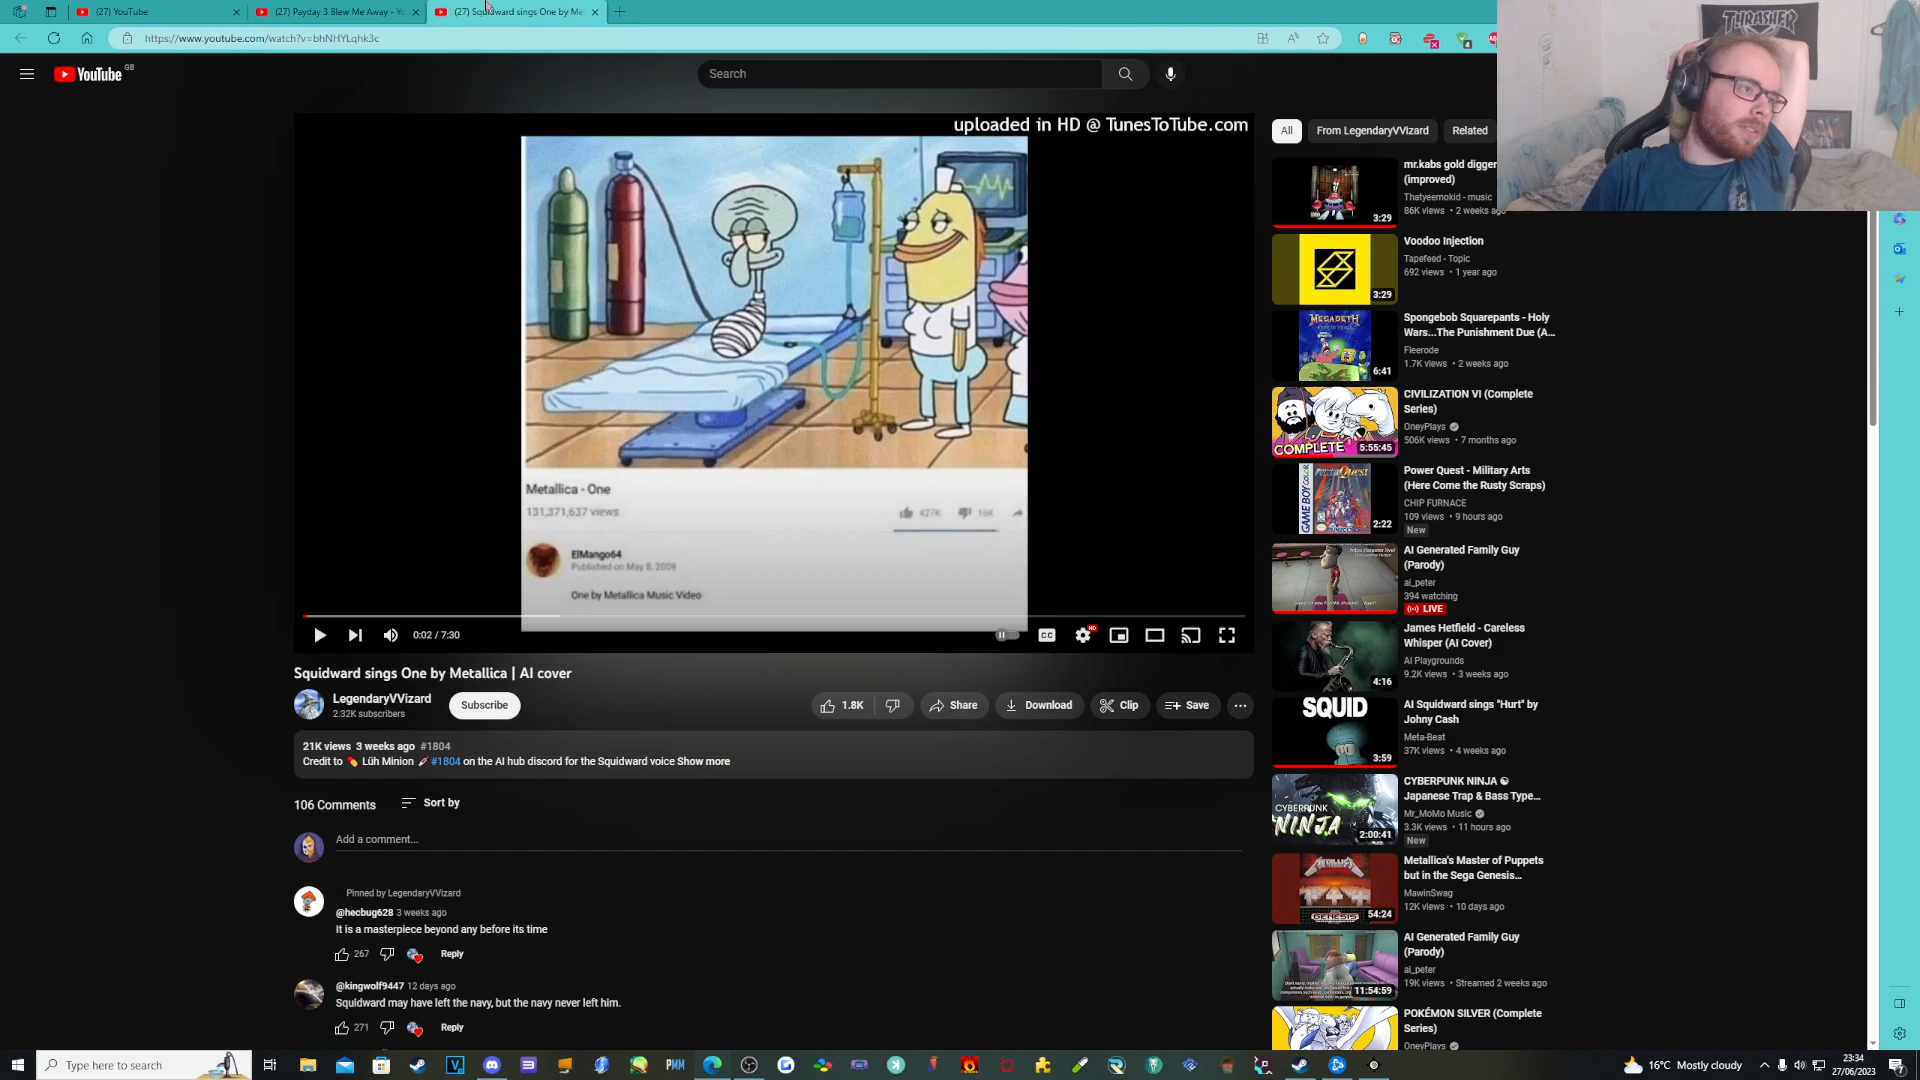 (27) YouTube
(27) Payday 3 Blew Me Away - Yo
(27) Squidward sings One by Me
https://www.youtube.com/watch?v=bhNHYLqhk3c
YouTube GB
Search
THRASHER
uploaded in HD @ TunesToTube.com
Metallica - One
131,371,637 views
427K
16K
ElMango64
Published on May 8, 2009
One by Metallica Music Video
0:02 / 7:30
CC
HD
Squidward sings One by Metallica | AI cover
LegendaryVVizard
2.32K subscribers
Subscribe
1.8K
Share
Download
Clip
Save
21K views 3 weeks ago #1804
Credit to 💊 Lüh Minion #1804 on the AI hub discord for the Squidward voice Show more
106 Comments
Sort by
Add a comment...
Pinned by LegendaryVVizard
@hecbug628 3 weeks ago
It is a masterpiece beyond any before its time
267
Reply
@kingwolf9447 12 days ago
Squidward may have left the navy, but the navy never left him.
271
Reply
All
From LegendaryVVizard
Related
mr.kabs gold digger
(improved)
Thatyeemokid - music
86K views • 2 weeks ago
3:29
Voodoo Injection
Tapefeed - Topic
692 views • 1 year ago
3:29
MEGADETH
Spongebob Squarepants - Holy
Wars...The Punishment Due (A...
Fleerode
1.7K views • 2 weeks ago
6:41
CIVILIZATION VI (Complete
Series)
OneyPlays
506K views • 7 months ago
COMPLETE
5:55:45
GAME BOY
Power Quest
Power Quest - Military Arts
(Here Come the Rusty Scraps)
CHIP FURNACE
109 views • 9 hours ago
New
2:22
AI Generated Family Guy
(Parody)
ai_peter
394 watching
LIVE
James Hetfield - Careless
Whisper (AI Cover)
AI Playgrounds
9.2K views • 3 weeks ago
4:16
SQUID
AI Squidward sings "Hurt" by
Johny Cash
Meta-Beat
37K views • 4 weeks ago
3:59
CYBERPUNK NINJA ☯
Japanese Trap & Bass Type...
Mr_MoMo Music
3.3K views • 11 hours ago
New
CYBERPUNK
NINJA
2:00:41
METALLICA
GENESIS
Metallica's Master of Puppets
but in the Sega Genesis...
MawinSwag
12K views • 10 days ago
54:24
AI Generated Family Guy
(Parody)
ai_peter
19K views • Streamed 2 weeks ago
11:54:59
POKÉMON SILVER (Complete
Series)
OneyPlays
Type here to search
PMM
16°C Mostly cloudy
23:34
27/06/2023